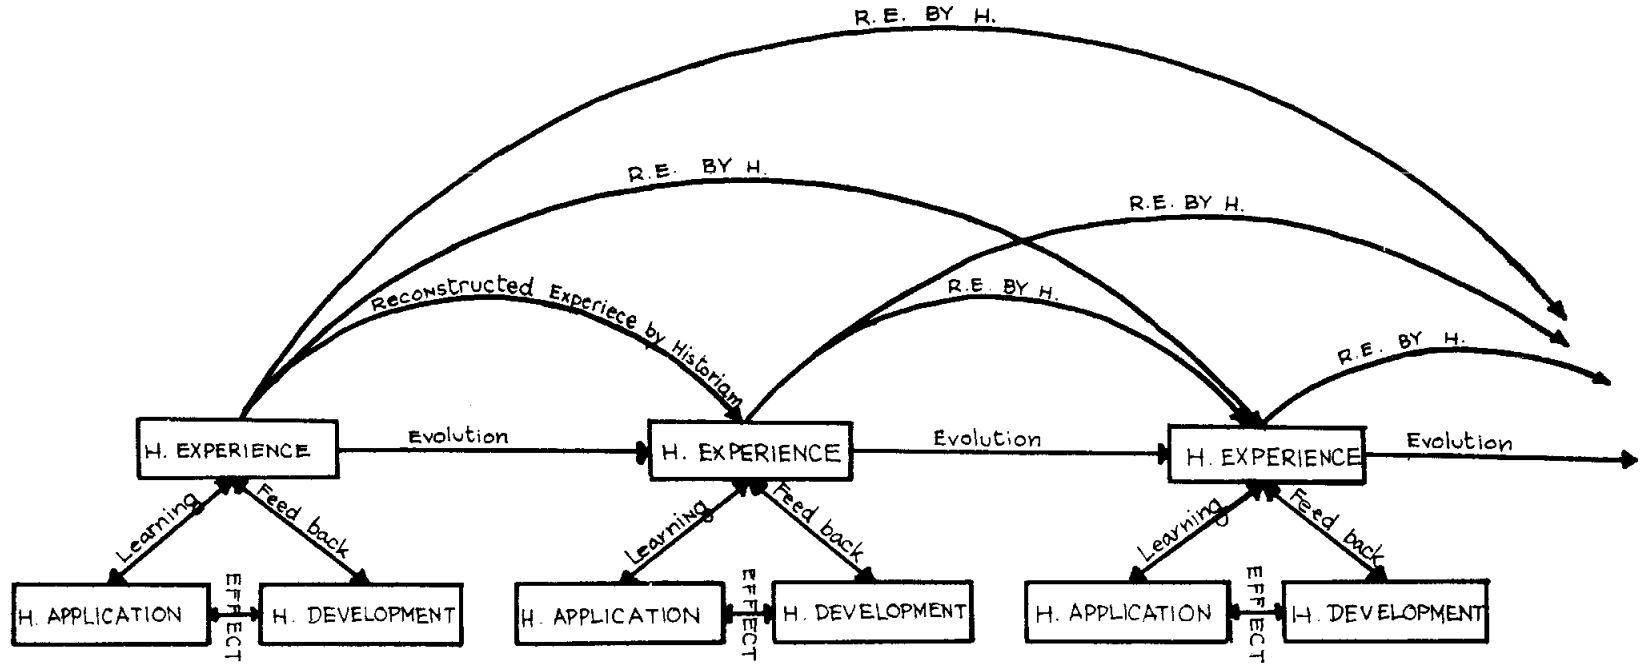 R.E. BY H.
R.E. BY H.
R.E. BY H.
Reconstructed Experiece by Historiam
R.E. BY H.
R.E. BY H.
H. EXPERIENCE
Evolution
H. EXPERIENCE
Evolution
H. EXPERIENCE
Evolution
Learning
Feed back
Learning
Feed back
Learning
Feed back
H. APPLICATION
EFFECT
H. DEVELOPMENT
H. APPLICATION
EFFECT
H. DEVELOPMENT
H. APPLICATION
EFFECT
H. DEVELOPMENT